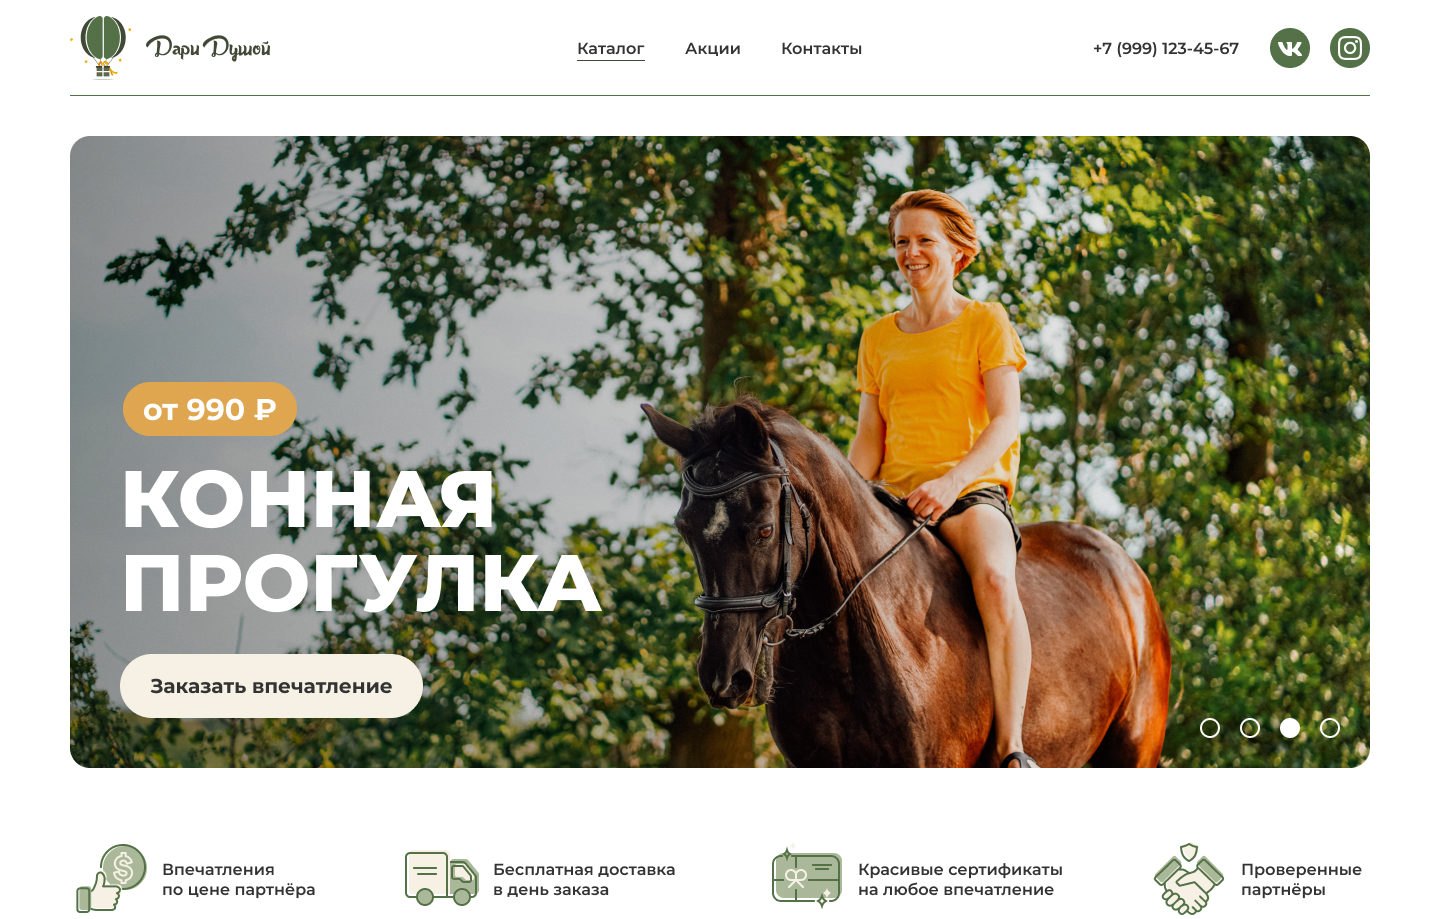 Дари Душой
Каталог
Акции
Контакты
+7 (999) 123-45-67
от 990 ₽
КОННАЯ
ПРОГУЛКА
Заказать впечатление
Впечатления
по цене партнёра
Бесплатная доставка
в день заказа
Красивые сертификаты
на любое впечатление
Проверенные
партнёры